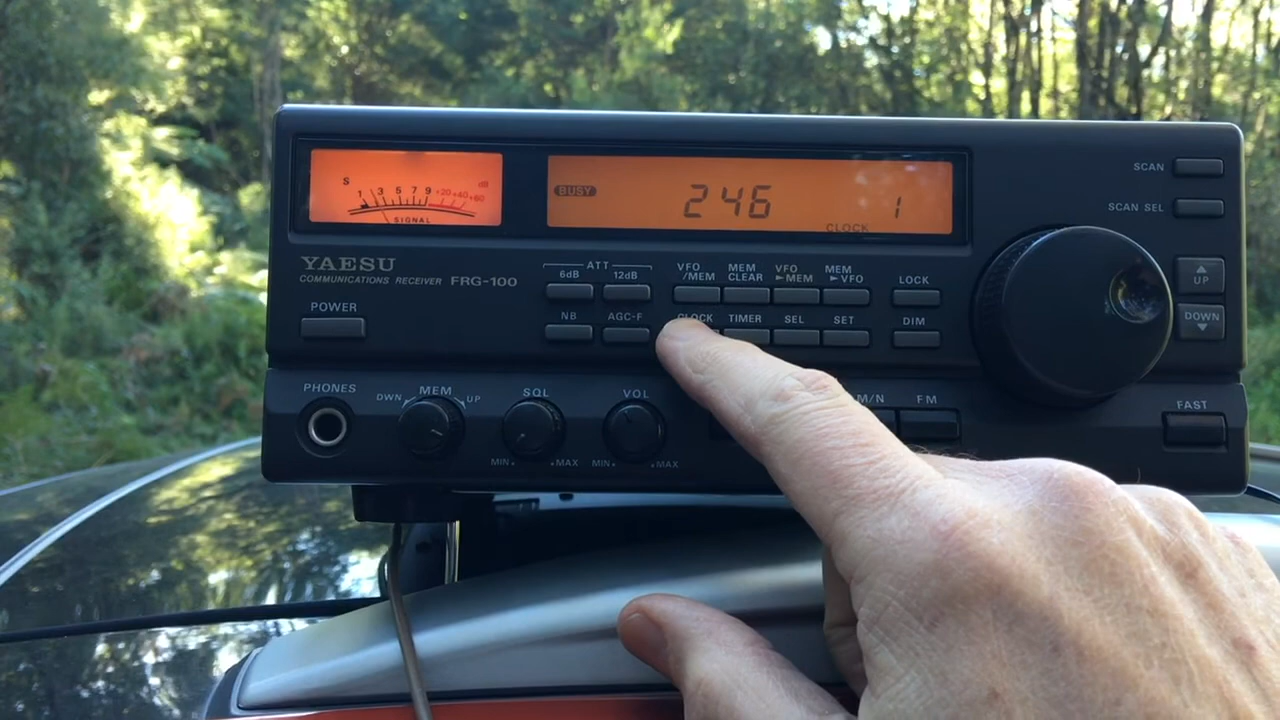 S 1 3 5 7 9 +20 +40 +60 dB
SIGNAL
BUSY 246 1
CLOCK
SCAN
SCAN SEL
YAESU
COMMUNICATIONS RECEIVER FRG-100
ATT
6dB 12dB
VFO /MEM MEM CLEAR VFO ►MEM MEM ►VFO LOCK
UP
POWER
NB AGC-F CLOCK TIMER SEL SET DIM
DOWN
PHONES
DWN MEM UP
SQL
VOL
M/N FM
FAST
MIN MAX MIN MAX